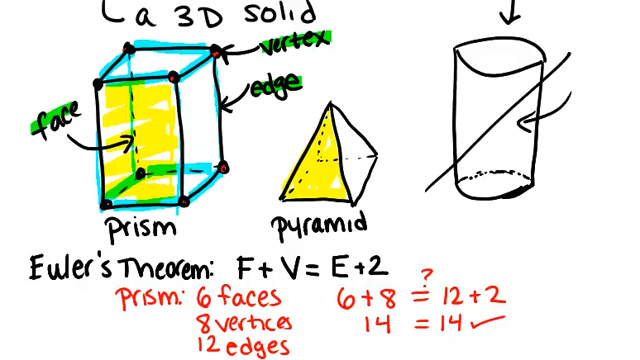 a 3D solid
vertex
edge
face
prism
pyramid
Euler's Theorem: F + V = E + 2
?
Prism: 6 faces 6 + 8 = 12 + 2
8 vertices 14 = 14 ✓
12 edges